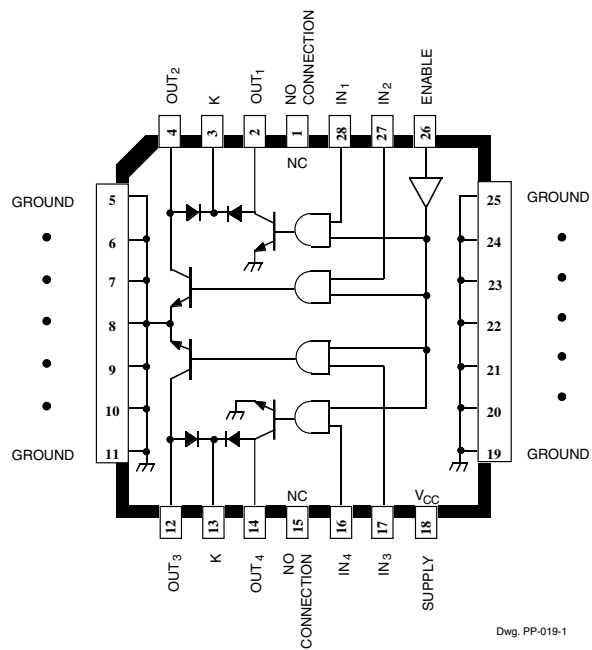 OUT2
K
OUT1
NO
CONNECTION
IN1
IN2
ENABLE
4
3
2
1
28
27
26
NC
GROUND
5
6
7
8
9
10
11
GROUND
25
GROUND
24
23
22
21
20
19
GROUND
NC
VCC
12
13
14
15
16
17
18
OUT3
K
OUT4
NO
CONNECTION
IN4
IN3
SUPPLY
Dwg. PP-019-1